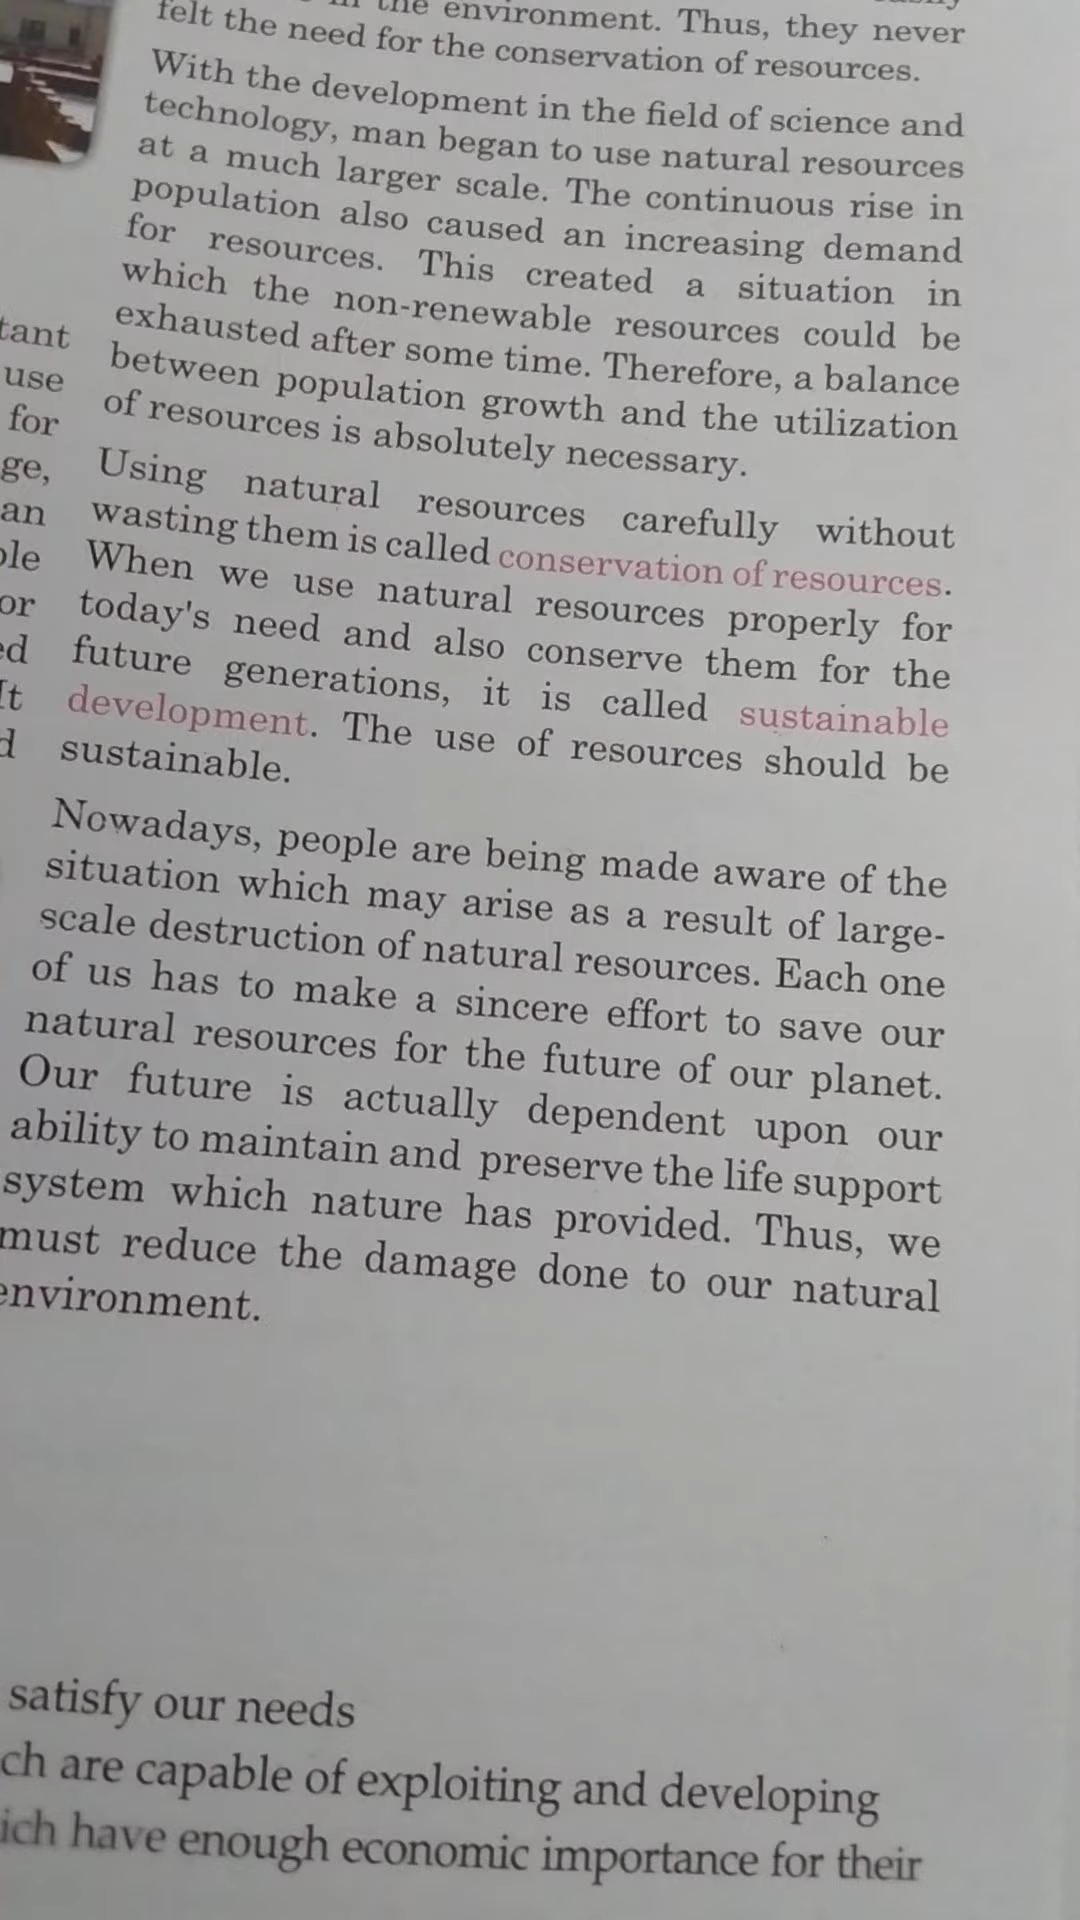 the environment. Thus, they never
felt the need for the conservation of resources.
With the development in the field of science and
technology, man began to use natural resources
at a much larger scale. The continuous rise in
population also caused an increasing demand
for resources. This created a situation in
which the non-renewable resources could be
exhausted after some time. Therefore, a balance
between population growth and the utilization
of resources is absolutely necessary.
Using natural resources carefully without
wasting them is called conservation of resources.
When we use natural resources properly for
today's need and also conserve them for the
future generations, it is called sustainable
development. The use of resources should be
sustainable.
Nowadays, people are being made aware of the
situation which may arise as a result of large-
scale destruction of natural resources. Each one
of us has to make a sincere effort to save our
natural resources for the future of our planet.
Our future is actually dependent upon our
ability to maintain and preserve the life support
system which nature has provided. Thus, we
must reduce the damage done to our natural
environment.
tant
use
for
ge,
an
ple
or
ed
It
d
satisfy our needs
ch are capable of exploiting and developing
ich have enough economic importance for their